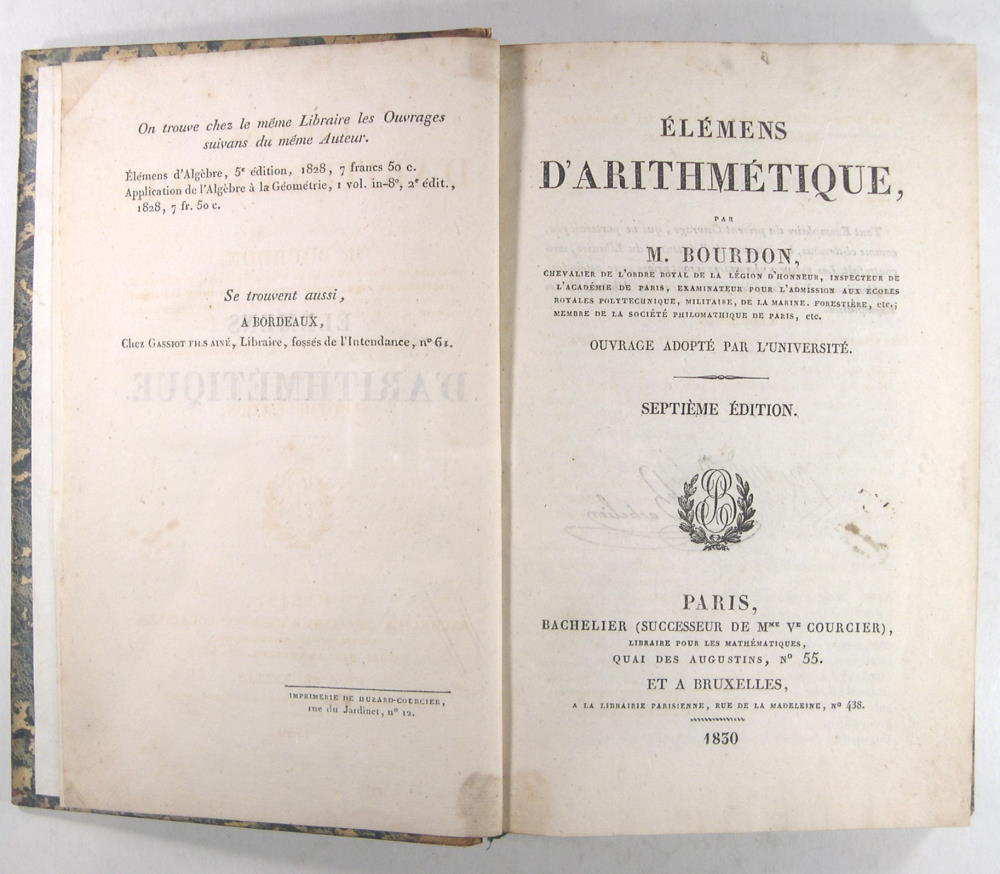 On trouve chez le même Libraire les Ouvrages
suivans du même Auteur.
Élémens d'Algèbre, 5e édition, 1828, 7 francs 50 c.
Application de l'Algèbre à la Géométrie, 1 vol. in-8°, 2e édit.,
1828, 7 fr. 50 c.
Se trouvent aussi,
A BORDEAUX,
Chez GASSIOT FILS AINÉ, Libraire, fossés de l'Intendance, n° 61.
IMPRIMERIE DE HUZARD-COURCIER,
rue du Jardinet, n° 12.
ÉLÉMENS
D'ARITHMÉTIQUE,
PAR
M. BOURDON,
CHEVALIER DE L'ORDRE ROYAL DE LA LÉGION D'HONNEUR, INSPECTEUR DE
L'ACADÉMIE DE PARIS, EXAMINATEUR POUR L'ADMISSION AUX ÉCOLES
ROYALES POLYTECHNIQUE, MILITAIRE, DE LA MARINE, FORESTIÈRE, etc.;
MEMBRE DE LA SOCIÉTÉ PHILOMATHIQUE DE PARIS, etc.
OUVRAGE ADOPTÉ PAR L'UNIVERSITÉ.
SEPTIÈME ÉDITION.
PARIS,
BACHELIER (SUCCESSEUR DE MME VE COURCIER),
LIBRAIRE POUR LES MATHÉMATIQUES,
QUAI DES AUGUSTINS, N° 55.
ET A BRUXELLES,
A LA LIBRAIRIE PARISIENNE, RUE DE LA MADELEINE, N° 438.
1830